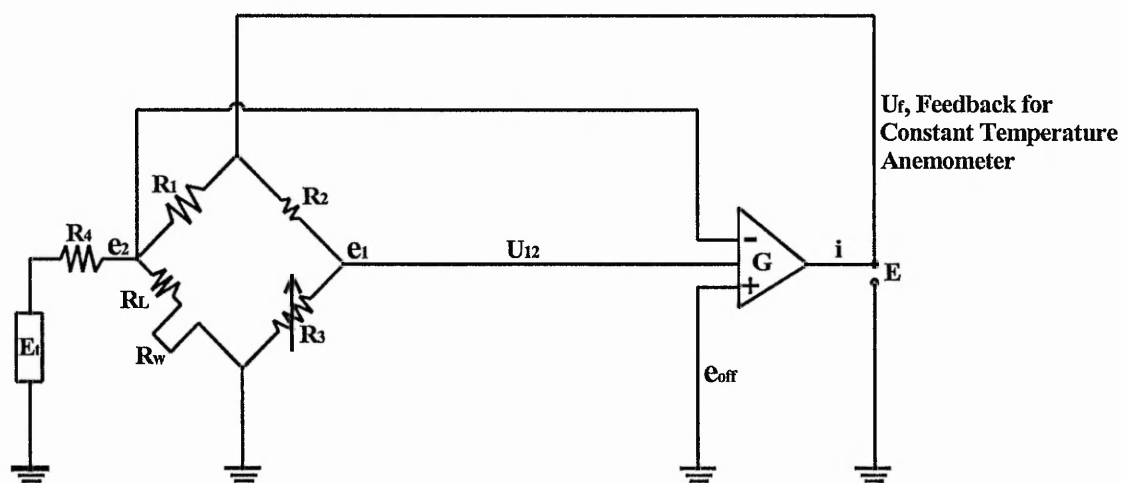 Uf, Feedback for
Constant Temperature
Anemometer
R1
R2
R4
e2
e1
U12
-
G
+
i
E
RL
R3
Rw
Et
eoff